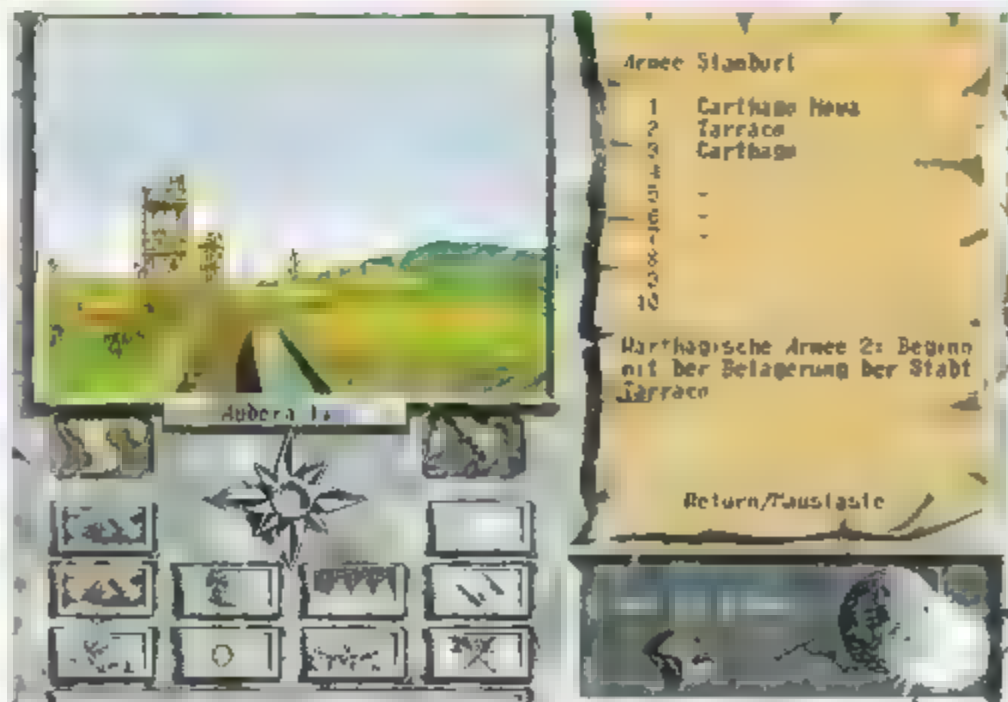 Armee Standort
1 Carthago Nova
2 Tarraco
3 Carthago
4
5 -
6 -
7 -
8
9
10
Karthagische Armee 2: Beginn
mit der Belagerung der Stadt
Tarraco
Return/Maustaste